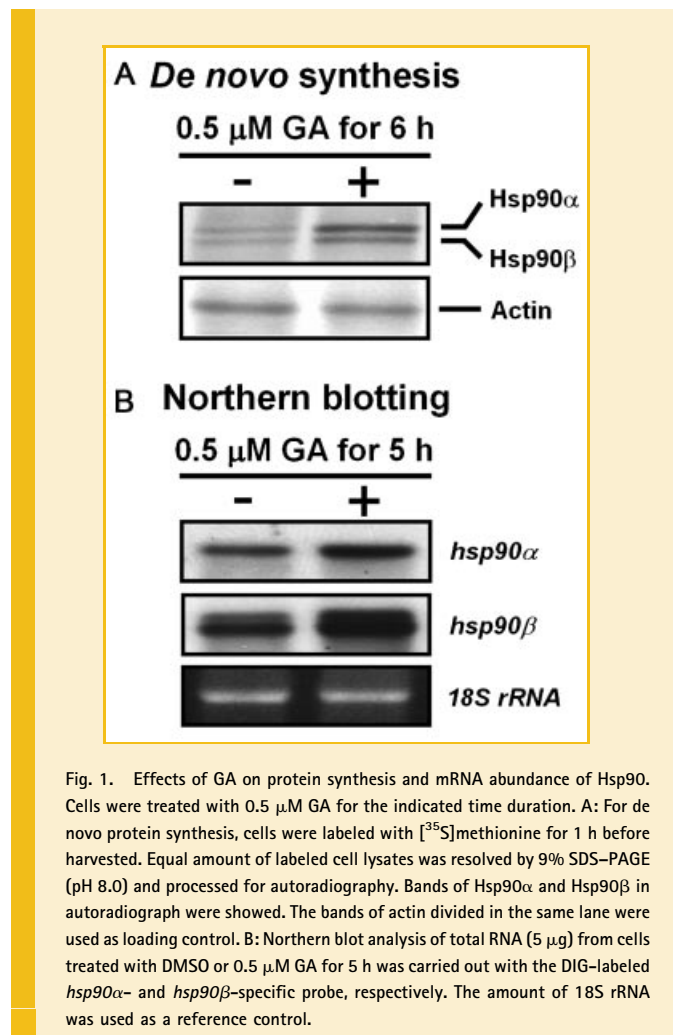 A De novo synthesis
0.5 μM GA for 6 h
- +
Hsp90α
Hsp90β
Actin
B Northern blotting
0.5 μM GA for 5 h
- +
hsp90α
hsp90β
18S rRNA
Fig. 1. Effects of GA on protein synthesis and mRNA abundance of Hsp90.
Cells were treated with 0.5 μM GA for the indicated time duration. A: For de
novo protein synthesis, cells were labeled with [³⁵S]methionine for 1 h before
harvested. Equal amount of labeled cell lysates was resolved by 9% SDS–PAGE
(pH 8.0) and processed for autoradiography. Bands of Hsp90α and Hsp90β in
autoradiograph were showed. The bands of actin divided in the same lane were
used as loading control. B: Northern blot analysis of total RNA (5 μg) from cells
treated with DMSO or 0.5 μM GA for 5 h was carried out with the DIG-labeled
hsp90α- and hsp90β-specific probe, respectively. The amount of 18S rRNA
was used as a reference control.